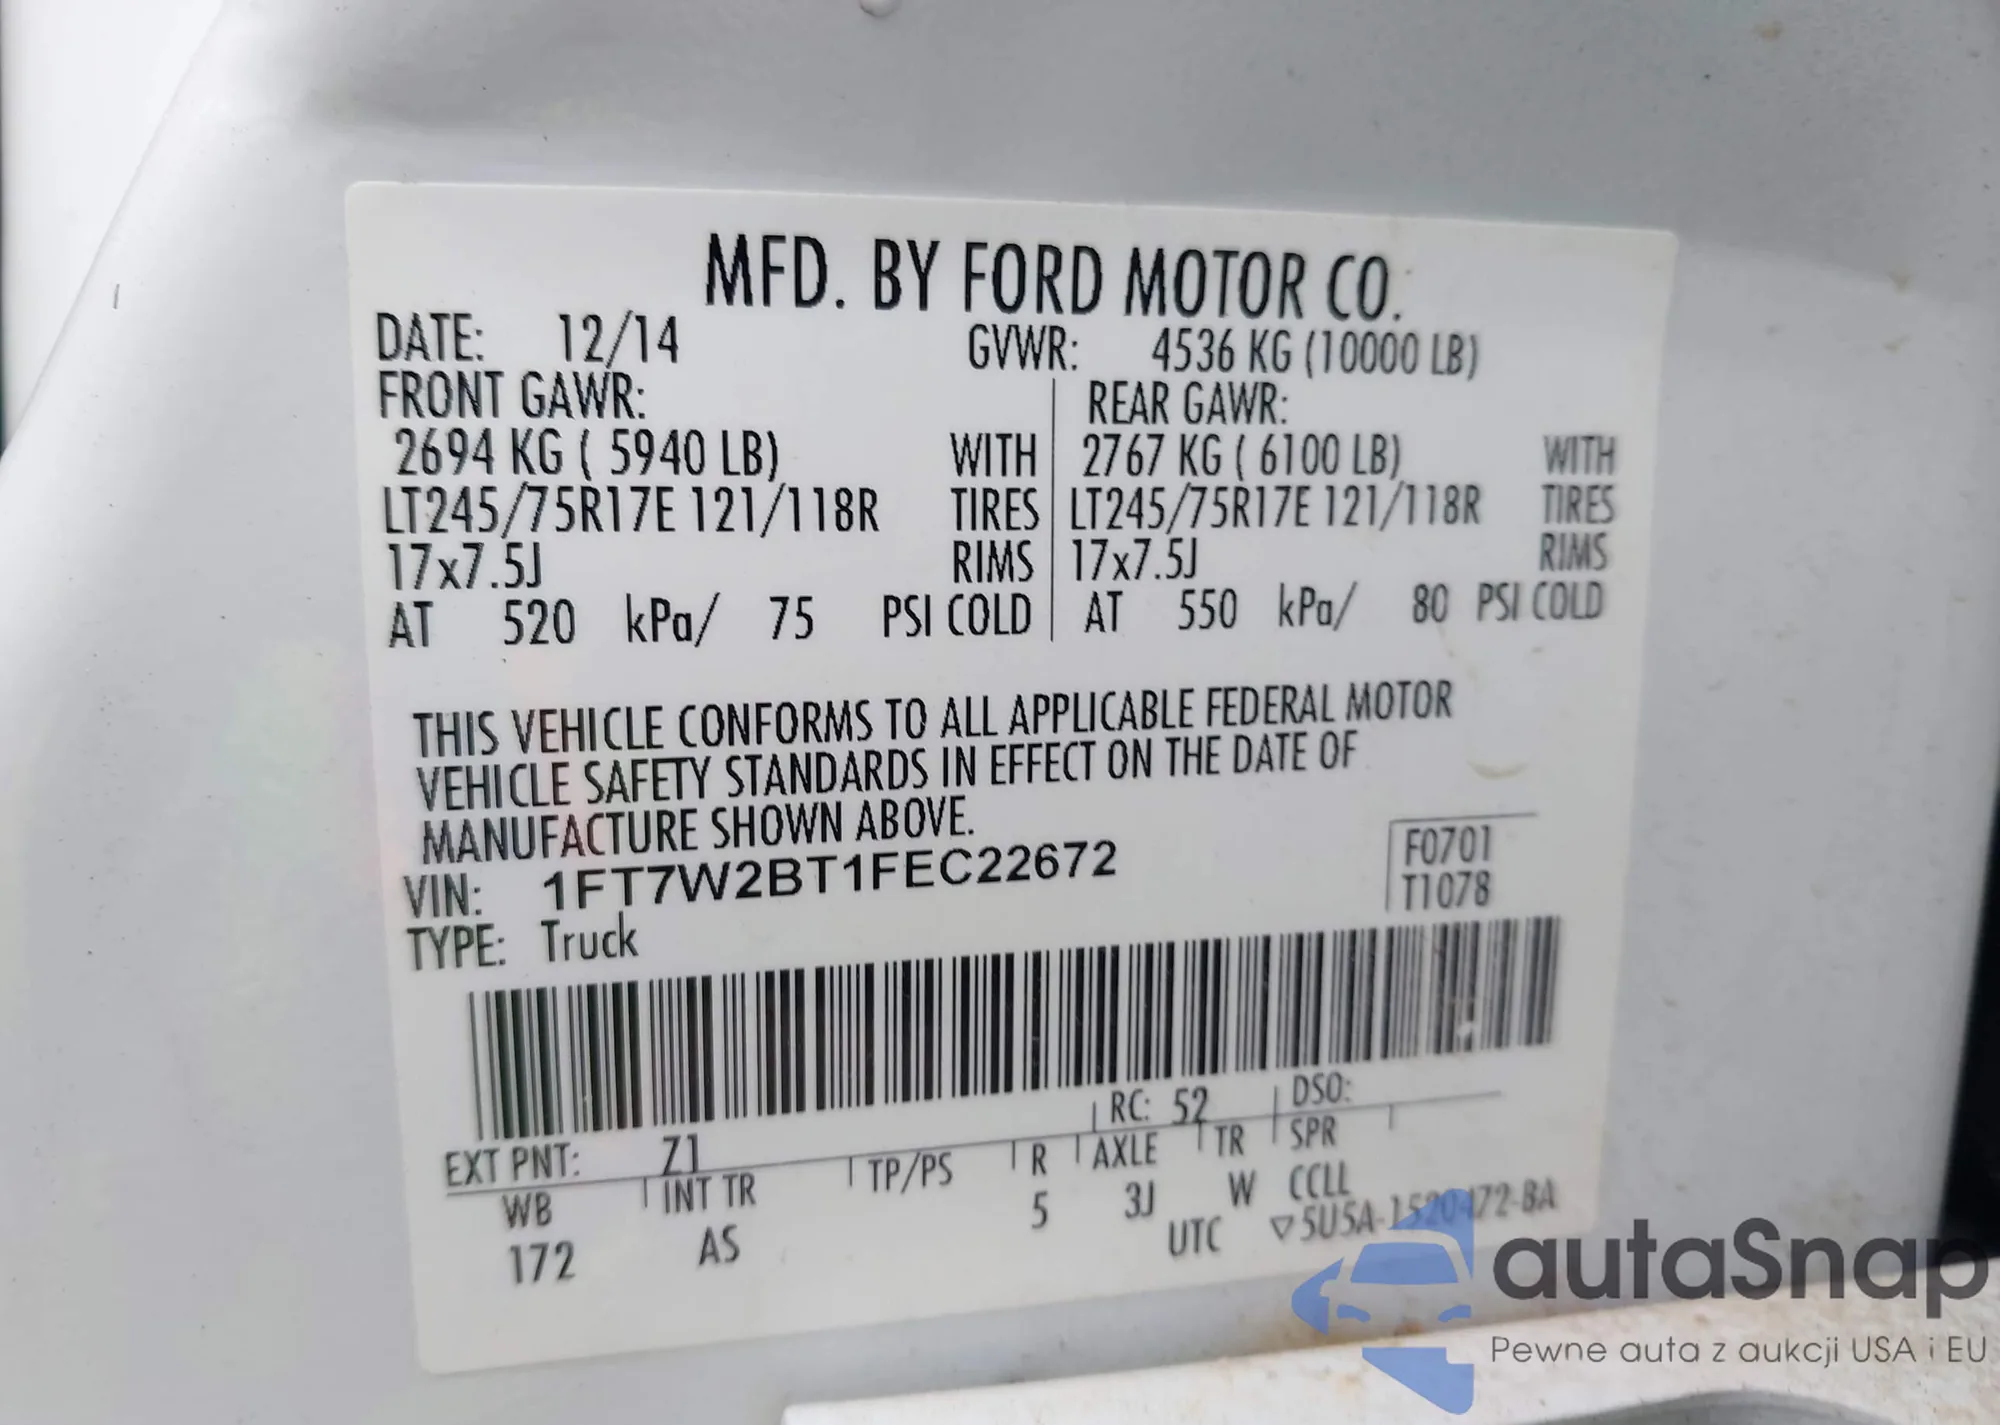 MFD. BY FORD MOTOR CO.
DATE: 12/14 GVWR: 4536 KG (10000 LB)
FRONT GAWR: REAR GAWR:
2694 KG ( 5940 LB) WITH 2767 KG ( 6100 LB) WITH
LT245/75R17E 121/118R TIRES LT245/75R17E 121/118R TIRES
17x7.5J RIMS 17x7.5J RIMS
AT 520 kPa/ 75 PSI COLD AT 550 kPa/ 80 PSI COLD
THIS VEHICLE CONFORMS TO ALL APPLICABLE FEDERAL MOTOR
VEHICLE SAFETY STANDARDS IN EFFECT ON THE DATE OF
MANUFACTURE SHOWN ABOVE.
VIN: 1FT7W2BT1FEC22672
F0701
T1078
TYPE: Truck
EXT PNT: Z1 RC: 52 DSO:
WB INT TR TP/PS R AXLE TR SPR
172 AS 5 3J W CCLL
UTC ▽5U5A-1520472-BA
autaSnap
Pewne auta z aukcji USA i EU